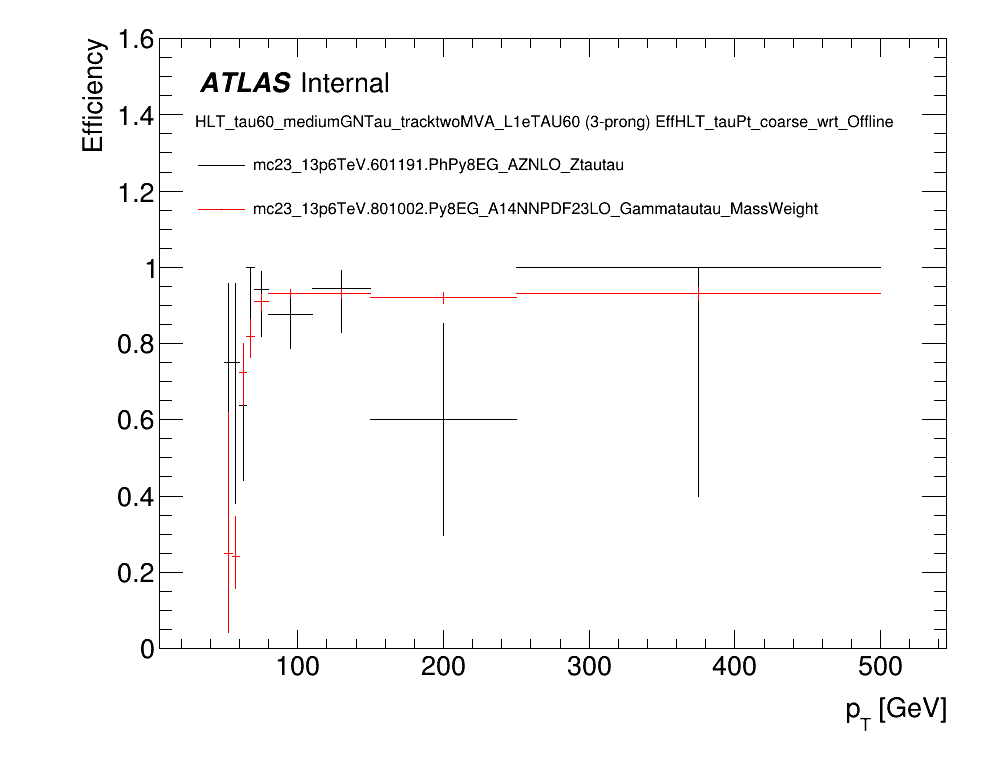 1.6
1.4
1.2
1
0.8
0.6
0.4
0.2
0
Efficiency
ATLAS Internal
HLT_tau60_mediumGNTau_tracktwoMVA_L1eTAU60 (3-prong) EffHLT_tauPt_coarse_wrt_Offline
mc23_13p6TeV.601191.PhPy8EG_AZNLO_Ztautau
mc23_13p6TeV.801002.Py8EG_A14NNPDF23LO_Gammatautau_MassWeight
100 200 300 400 500
p_T [GeV]